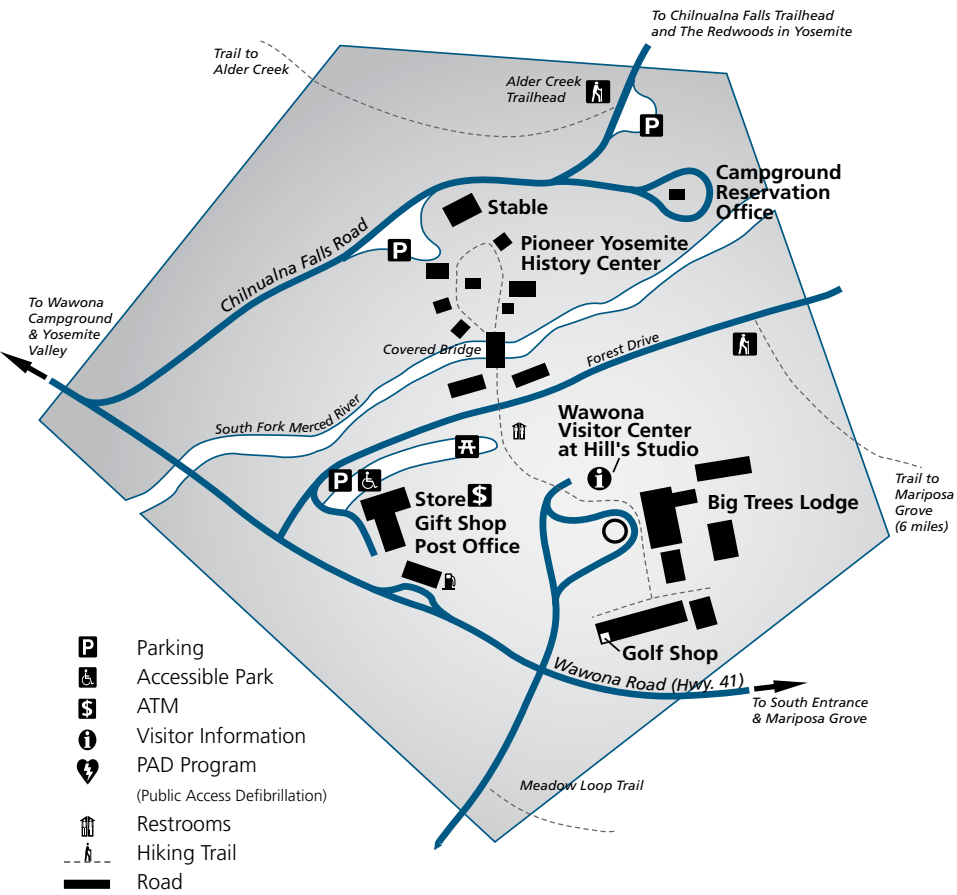 To Chilnualna Falls Trailhead
and The Redwoods in Yosemite
Trail to
Alder Creek
Alder Creek
Trailhead
P
Campground
Reservation
Office
Stable
Pioneer Yosemite
History Center
P
Chilnualna Falls Road
To Wawona
Campground
& Yosemite
Valley
Covered Bridge
Forest Drive
South Fork Merced River
Wawona
Visitor Center
at Hill's Studio
i
Trail to
Mariposa
Grove
(6 miles)
P
Store $
Gift Shop
Post Office
Big Trees Lodge
Golf Shop
Wawona Road (Hwy. 41)
To South Entrance
& Mariposa Grove
Meadow Loop Trail
P Parking
Accessible Park
$ ATM
i Visitor Information
PAD Program
(Public Access Defibrillation)
Restrooms
Hiking Trail
Road